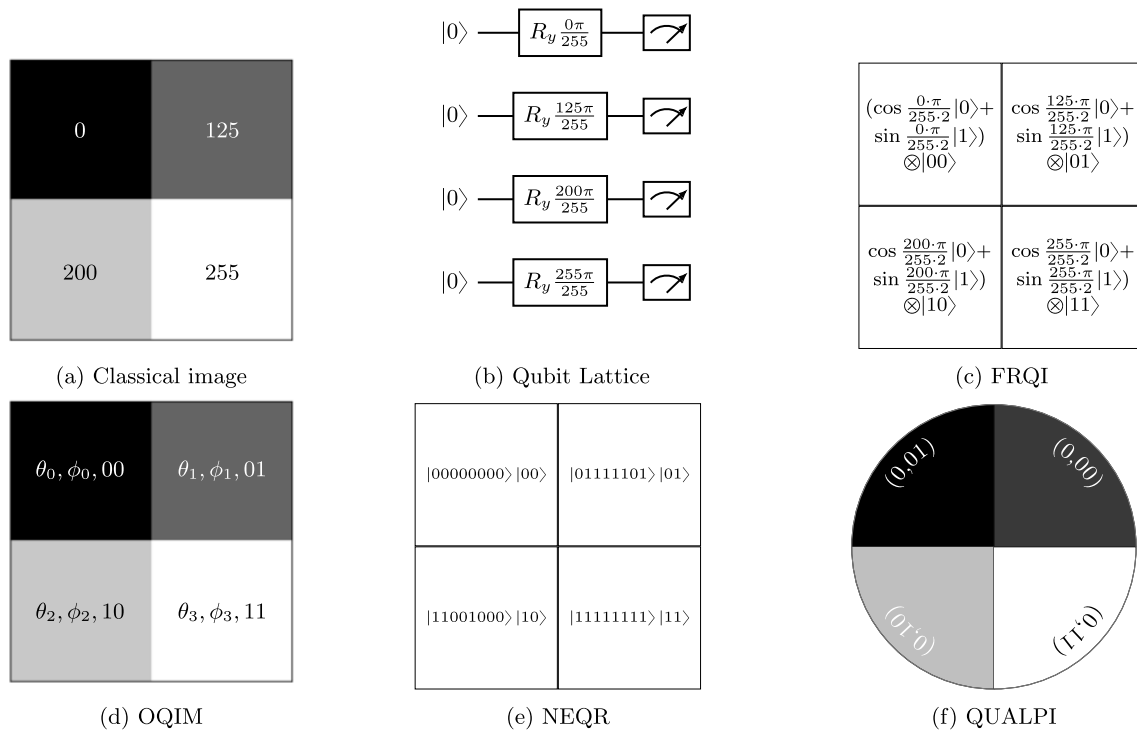 0
125
200
255
(a) Classical image
|0⟩ R_y 0π/255
|0⟩ R_y 125π/255
|0⟩ R_y 200π/255
|0⟩ R_y 255π/255
(b) Qubit Lattice
(cos 0·π/255·2 |0⟩+
sin 0·π/255·2 |1⟩)
⊗|00⟩
cos 125·π/255·2 |0⟩+
sin 125·π/255·2 |1⟩)
⊗|01⟩
cos 200·π/255·2 |0⟩+
sin 200·π/255·2 |1⟩)
⊗|10⟩
cos 255·π/255·2 |0⟩+
sin 255·π/255·2 |1⟩)
⊗|11⟩
(c) FRQI
θ₀, ϕ₀, 00
θ₁, ϕ₁, 01
θ₂, ϕ₂, 10
θ₃, ϕ₃, 11
(d) OQIM
|00000000⟩|00⟩
|01111101⟩|01⟩
|11001000⟩|10⟩
|11111111⟩|11⟩
(e) NEQR
(0,01)
(0,00)
(0,10)
(0,11)
(f) QUALPI